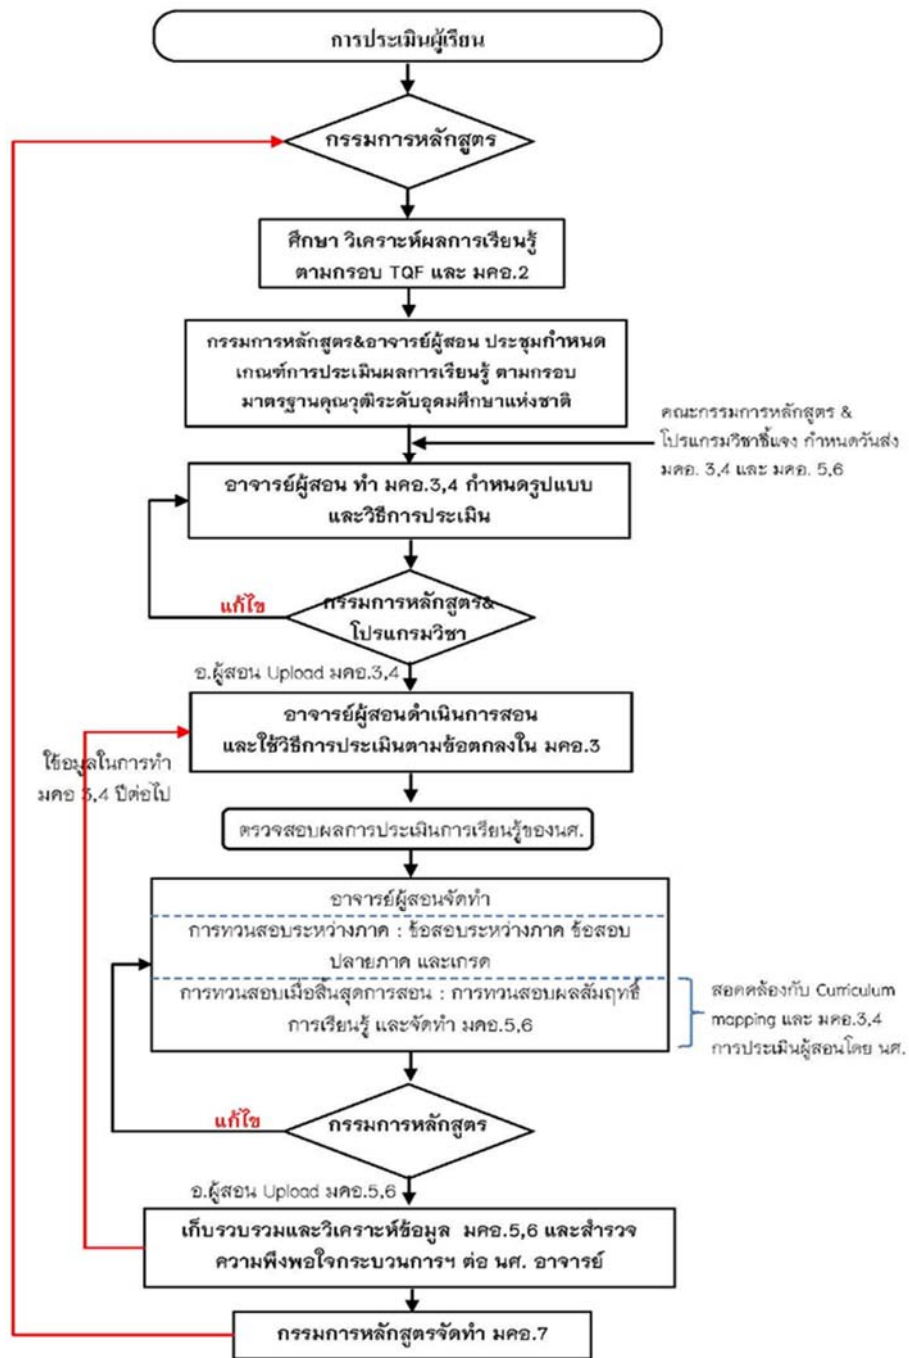 การประเมินผู้เรียน
กรรมการหลักสูตร
ศึกษา วิเคราะห์ผลการเรียนรู้
ตามกรอบ TQF และ มคอ.2
กรรมการหลักสูตร&อาจารย์ผู้สอน ประชุมกำหนด
เกณฑ์การประเมินผลการเรียนรู้ ตามกรอบ
มาตรฐานคุณวุฒิระดับอุดมศึกษาแห่งชาติ
คณะกรรมการหลักสูตร &
โปรแกรมวิชาชี้แจง กำหนดวันส่ง
มคอ. 3,4 และ มคอ. 5,6
อาจารย์ผู้สอน ทำ มคอ.3,4 กำหนดรูปแบบ
และวิธีการประเมิน
แก้ไข
กรรมการหลักสูตร&
โปรแกรมวิชา
อ.ผู้สอน Upload มคอ.3,4
อาจารย์ผู้สอนดำเนินการสอน
และใช้วิธีการประเมินตามข้อตกลงใน มคอ.3
ใช้ข้อมูลในการทำ
มคอ 3,4 ปีต่อไป
ตรวจสอบผลการประเมินการเรียนรู้ของนศ.
อาจารย์ผู้สอนจัดทำ
การทวนสอบระหว่างภาค : ข้อสอบระหว่างภาค ข้อสอบ
ปลายภาค และเกรด
การทวนสอบเมื่อสิ้นสุดการสอน : การทวนสอบผลสัมฤทธิ์
การเรียนรู้ และจัดทำ มคอ.5,6
สอดคล้องกับ Curriculum
mapping และ มคอ.3,4
การประเมินผู้สอนโดย นศ.
แก้ไข
กรรมการหลักสูตร
อ.ผู้สอน Upload มคอ.5,6
เก็บรวบรวมและวิเคราะห์ข้อมูล มคอ.5,6 และสำรวจ
ความพึงพอใจกระบวนการฯ ต่อ นศ. อาจารย์
กรรมการหลักสูตรจัดทำ มคอ.7